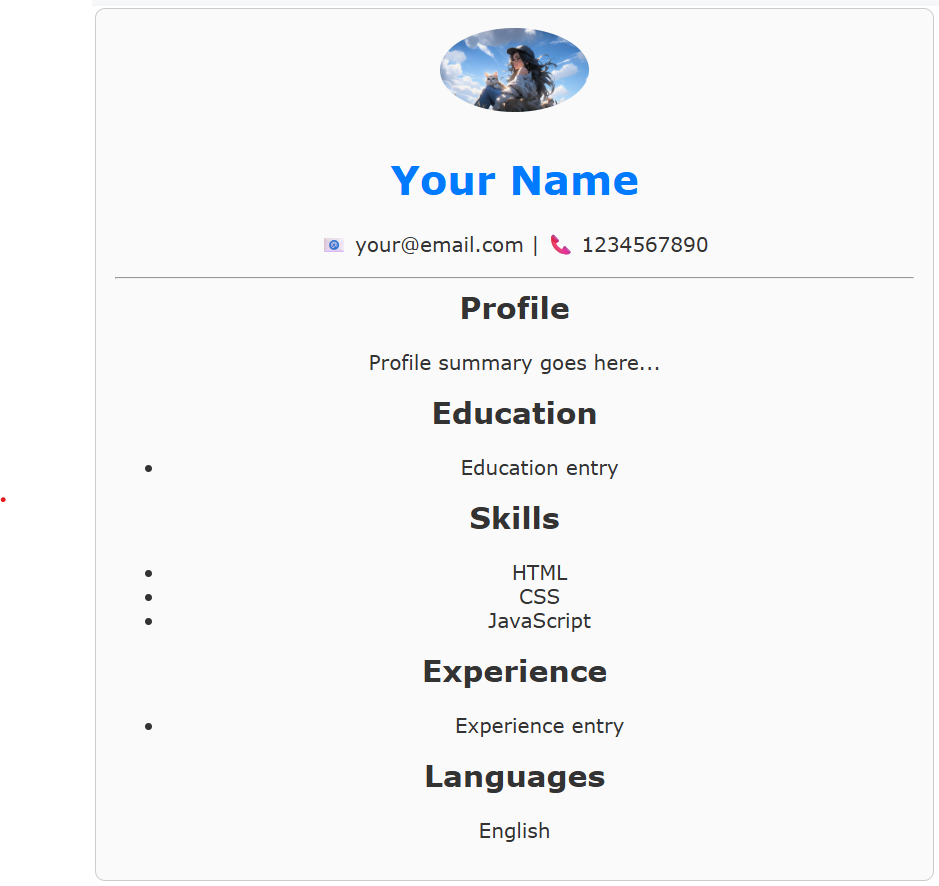 Your Name
your@email.com | 1234567890
Profile
Profile summary goes here...
Education
• Education entry
Skills
• HTML
• CSS
• JavaScript
Experience
• Experience entry
Languages
English